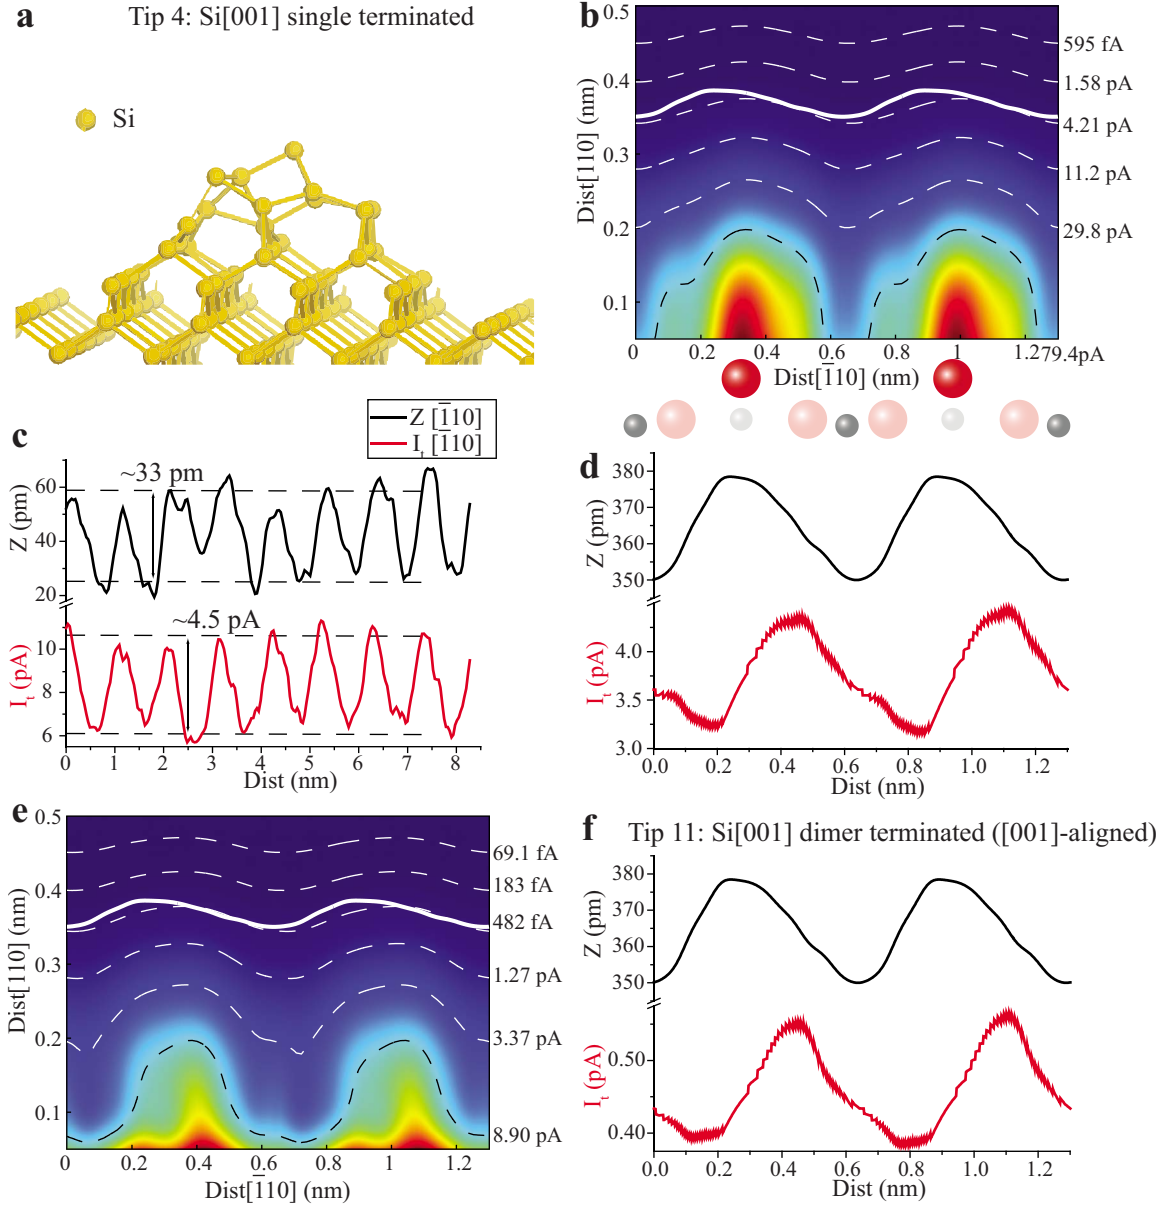 a Tip 4: Si[001] single terminated
Si
b
0.5
0.4
0.3
0.2
0.1
Dist[110] (nm)
595 fA
1.58 pA
4.21 pA
11.2 pA
29.8 pA
79.4pA
0 0.2 0.4 0.6 0.8 1 1.2
Dist[1̅10] (nm)
c
Z [1̅10]
I_t [1̅10]
~33 pm
60
40
20
Z (pm)
~4.5 pA
10
8
6
I_t (pA)
0 1 2 3 4 5 6 7 8
Dist (nm)
d
380
370
360
350
Z (pm)
4.0
3.5
3.0
I_t (pA)
0.0 0.2 0.4 0.6 0.8 1.0 1.2
Dist (nm)
e
0.5
0.4
0.3
0.2
0.1
Dist[110] (nm)
69.1 fA
183 fA
482 fA
1.27 pA
3.37 pA
8.90 pA
0 0.2 0.4 0.6 0.8 1 1.2
Dist[1̅10] (nm)
f Tip 11: Si[001] dimer terminated ([001]-aligned)
380
370
360
350
Z (pm)
0.50
0.40
I_t (pA)
0.0 0.2 0.4 0.6 0.8 1.0 1.2
Dist (nm)